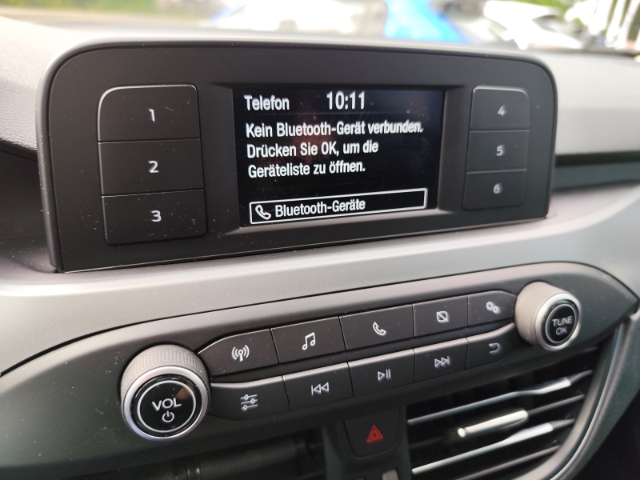 Telefon 10:11
Kein Bluetooth-Gerät verbunden.
Drücken Sie OK, um die
Geräteliste zu öffnen.
Bluetooth-Geräte
1
2
3
4
5
6
VOL
TUNE
OK